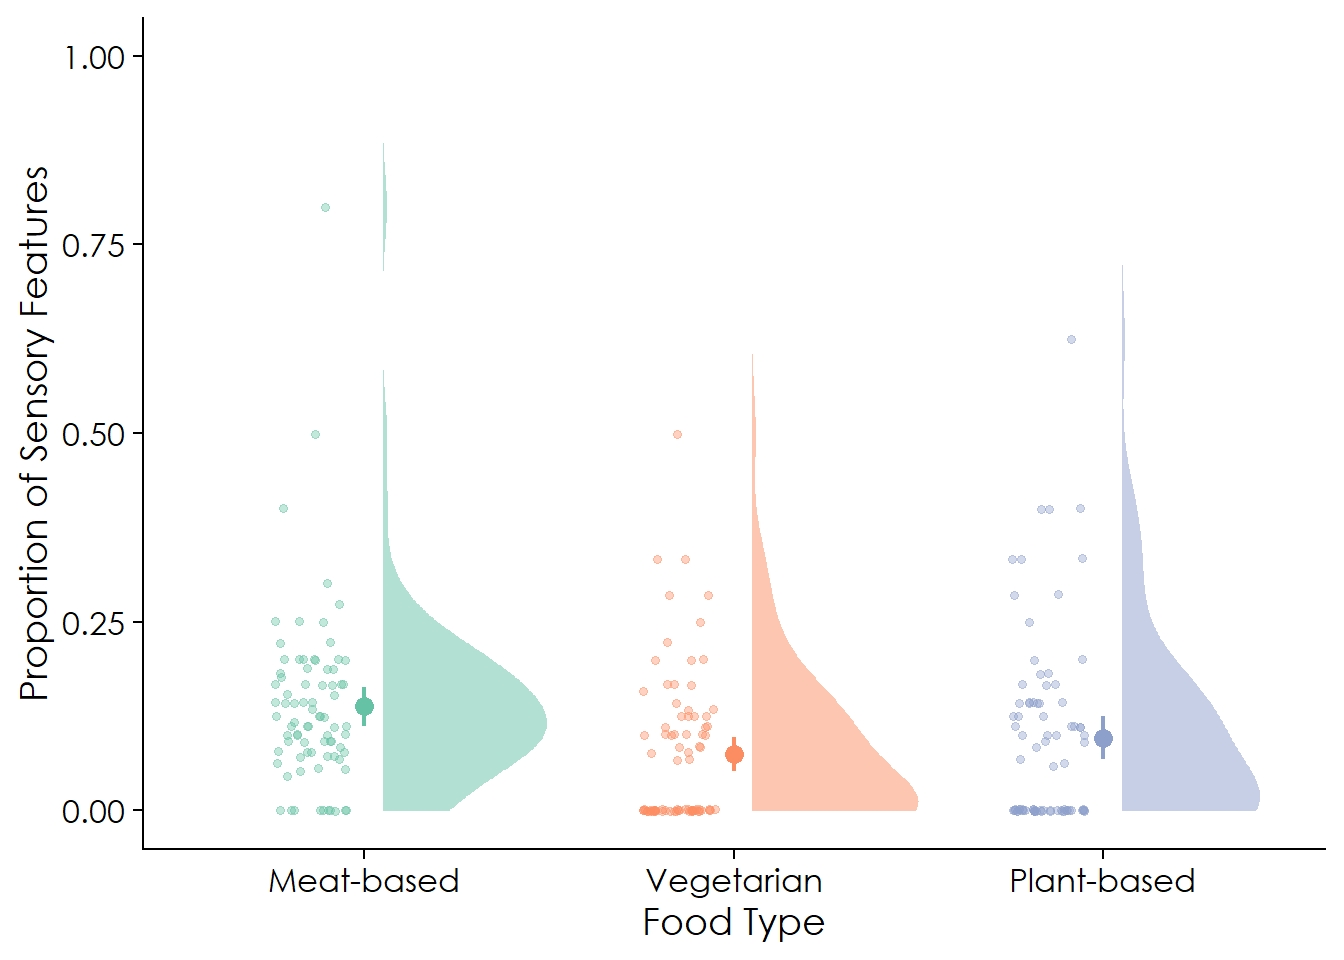 Proportion of Sensory Features
1.00
0.75
0.50
0.25
0.00
Meat-based Vegetarian Plant-based
Food Type